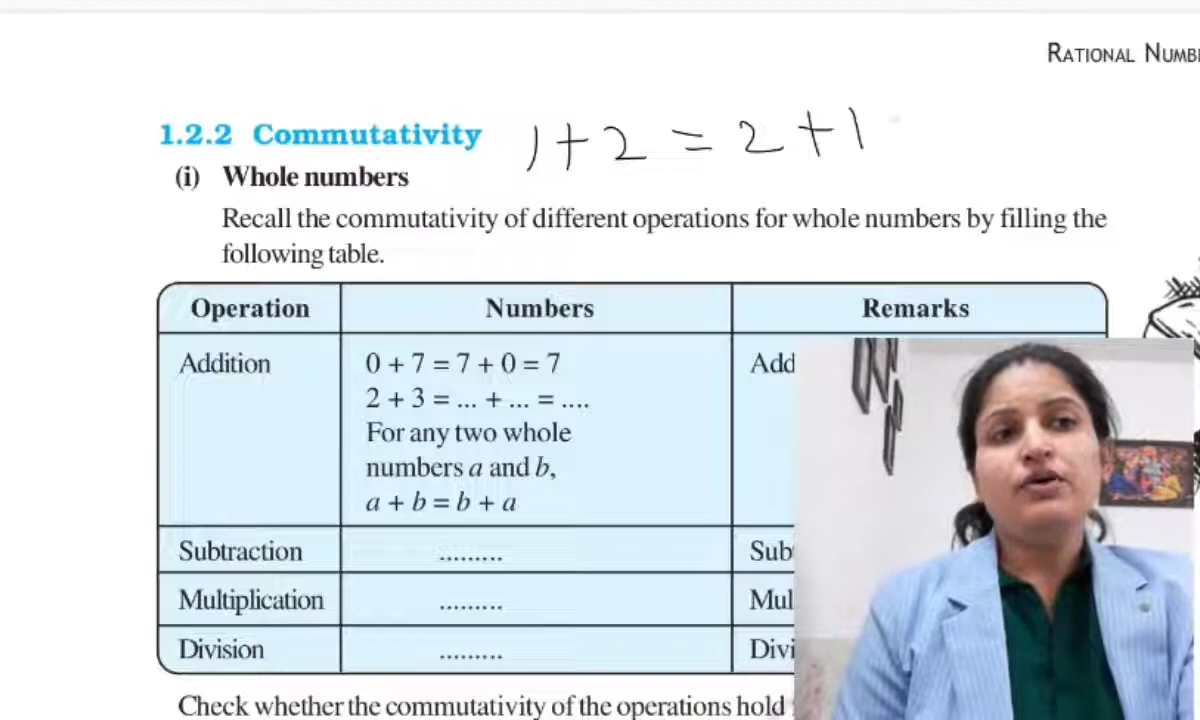 RATIONAL NUMB
1.2.2 Commutativity 1 + 2 = 2 + 1
(i) Whole numbers
Recall the commutativity of different operations for whole numbers by filling the
following table.
Operation Numbers Remarks
Addition 0 + 7 = 7 + 0 = 7 Add
2 + 3 = ... + ... = ....
For any two whole
numbers a and b,
a + b = b + a
Subtraction ......... Sub
Multiplication ......... Mul
Division ......... Divi
Check whether the commutativity of the operations hold